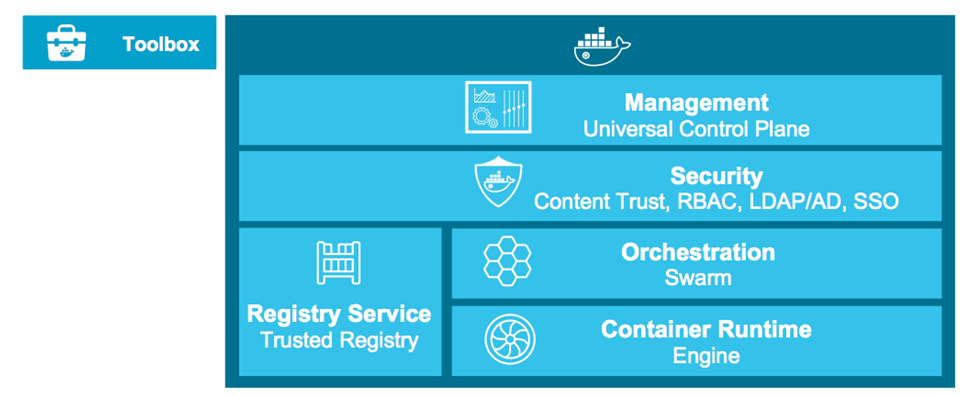 Toolbox
Management
Universal Control Plane
Security
Content Trust, RBAC, LDAP/AD, SSO
Registry Service
Trusted Registry
Orchestration
Swarm
Container Runtime
Engine